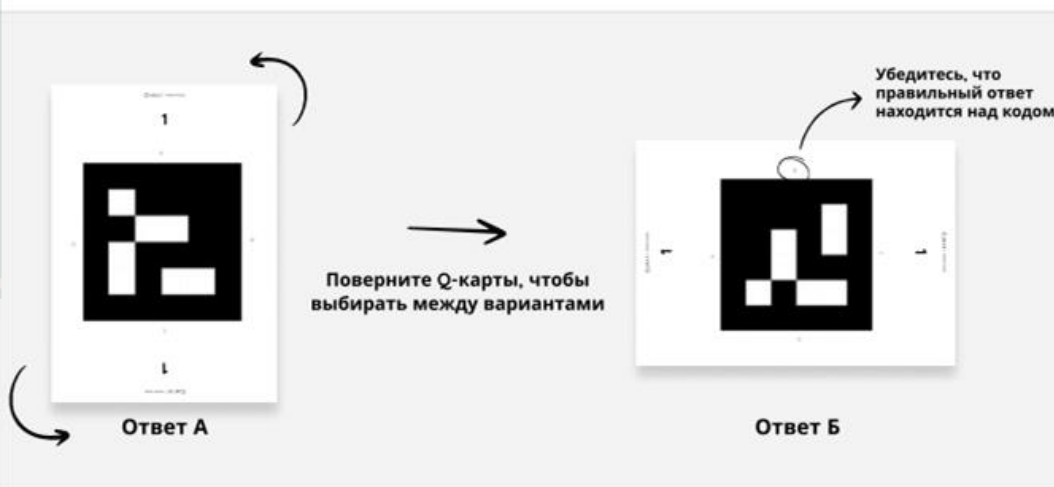 Убедитесь, что
правильный ответ
находится над кодом
1
1
1
1
Поверните Q-карты, чтобы
выбирать между вариантами
Ответ А
Ответ Б